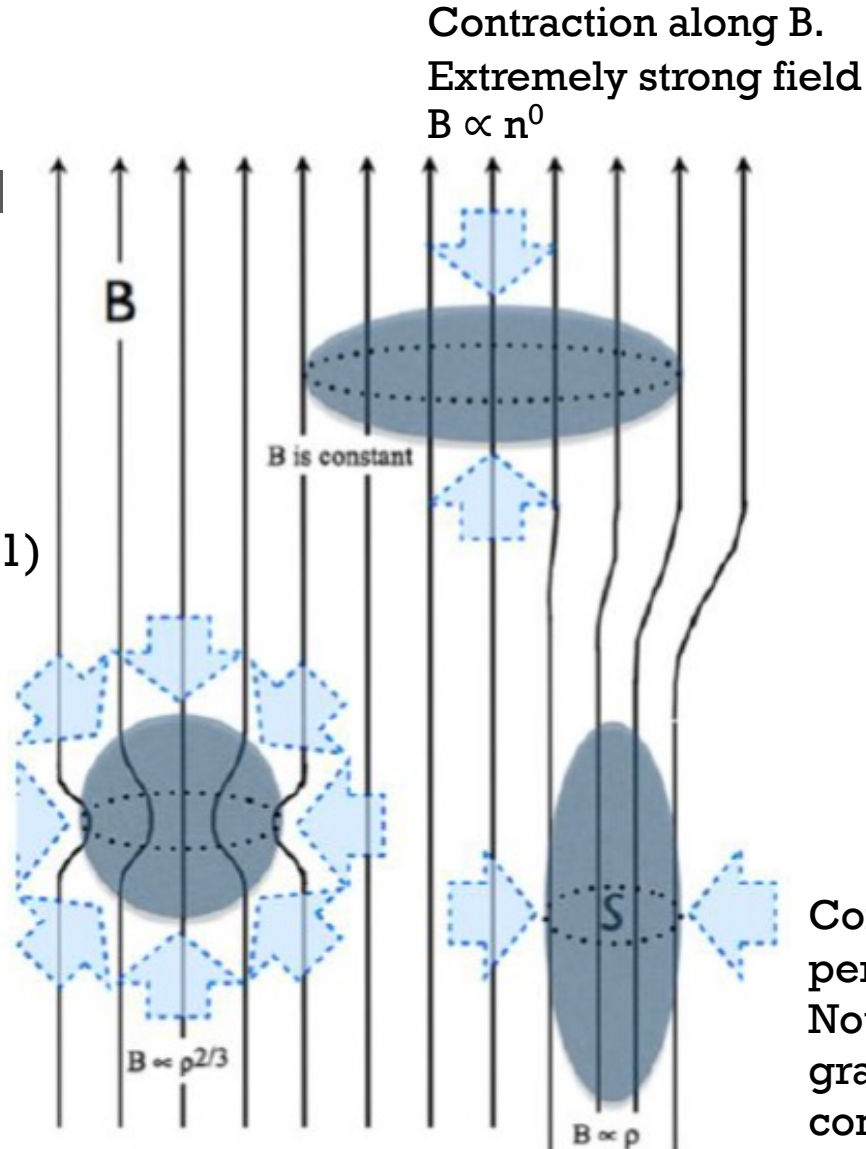 Contraction along B.
Extremely strong field
B ∝ n⁰
B
B is constant
1)
S
B ∝ ρ2/3
B ∝ ρ